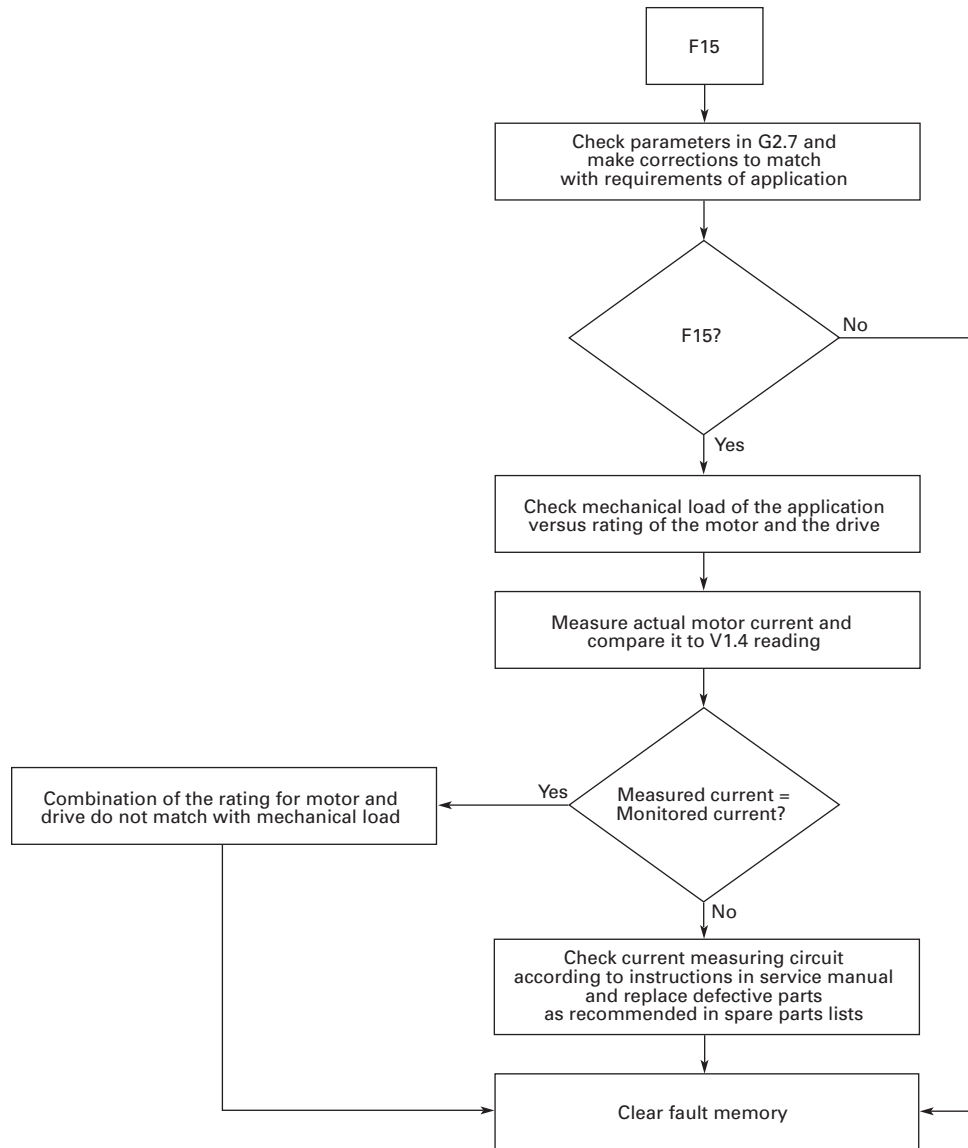 F15
Check parameters in G2.7 and
make corrections to match
with requirements of application
F15?
No
Yes
Check mechanical load of the application
versus rating of the motor and the drive
Measure actual motor current and
compare it to V1.4 reading
Combination of the rating for motor and
drive do not match with mechanical load
Yes
Measured current =
Monitored current?
No
Check current measuring circuit
according to instructions in service manual
and replace defective parts
as recommended in spare parts lists
Clear fault memory